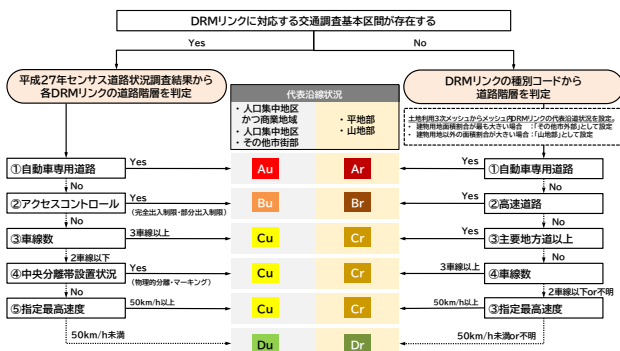 DRMリンクに対応する交通調査基本区間が存在する
Yes
No
平成27年センサス道路状況調査結果から
各DRMリンクの道路階層を判定
DRMリンクの種別コードから
道路階層を判定
代表沿線状況
・人口集中地区
かつ商業地域
・人口集中地区
・その他市街部
・平地部
・山地部
土地利用3次メッシュからメッシュ内DRMリンクの代表沿道状況を設定。
・ 建物用地面積割合が最も大きい場合 :「その他市外部」として設定
・ 建物用地以外の面積割合が大きい場合 :「山地部」として設定
①自動車専用道路
Yes
Au
Ar
Yes
①自動車専用道路
No
No
②アクセスコントロール
Yes
(完全出入制限・部分出入制限)
Bu
Br
Yes
②高速道路
No
No
③車線数
3車線以上
Cu
Cr
Yes
③主要地方道以上
2車線以下
No
④中央分離帯設置状況
Yes
(物理的分離・マーキング)
Cu
Cr
3車線以上
④車線数
No
2車線以下or不明
⑤指定最高速度
50km/h以上
Cu
Cr
50km/h以上
③指定最高速度
50km/h未満
Du
Dr
50km/h未満or不明